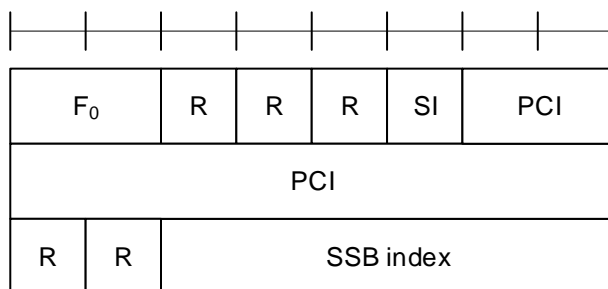 F₀ R R R SI PCI
PCI
R R SSB index